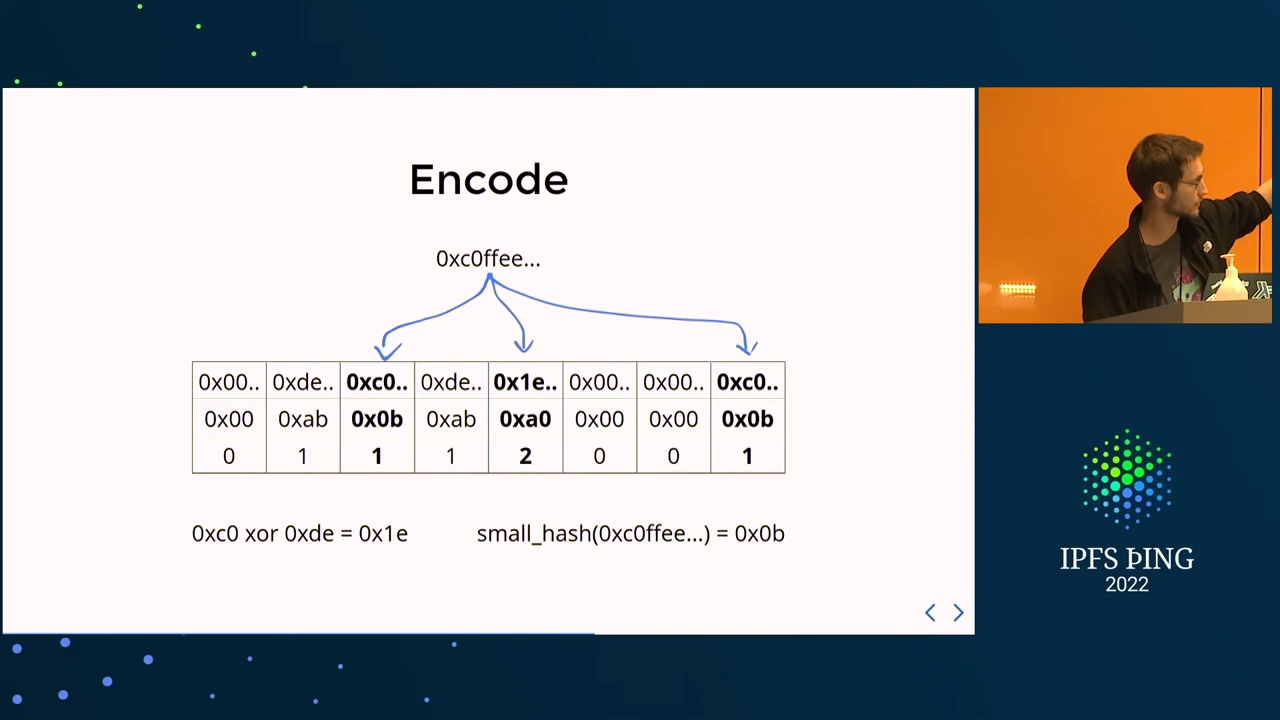 Encode
0xc0ffee...
0x00.. 0xde.. 0xc0.. 0xde.. 0x1e.. 0x00.. 0x00.. 0xc0..
0x00 0xab 0x0b 0xab 0xa0 0x00 0x00 0x0b
0 1 1 1 2 0 0 1
0xc0 xor 0xde = 0x1e small_hash(0xc0ffee...) = 0x0b
IPFS ÞING
2022